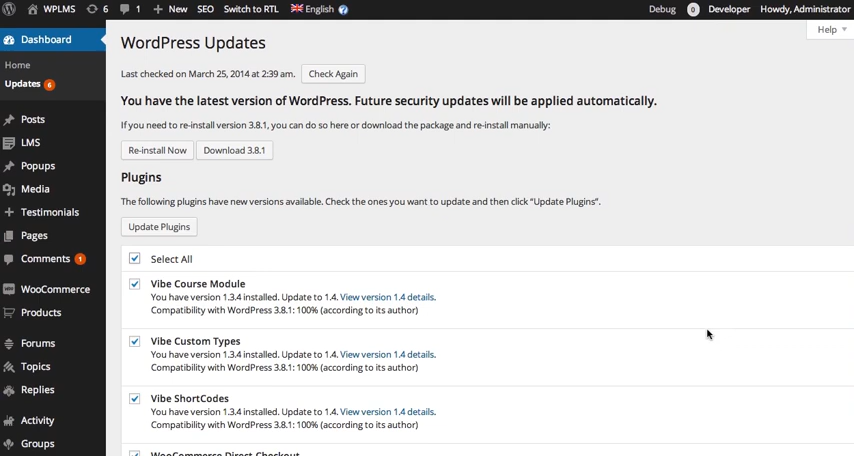 WPLMS 6 1 New SEO Switch to RTL English ? Debug 0 Developer Howdy, Administrator
Help
Dashboard
Home
Updates 6
Posts
LMS
Popups
Media
Testimonials
Pages
Comments 1
WooCommerce
Products
Forums
Topics
Replies
Activity
Groups
WordPress Updates
Last checked on March 25, 2014 at 2:39 am. Check Again
You have the latest version of WordPress. Future security updates will be applied automatically.
If you need to re-install version 3.8.1, you can do so here or download the package and re-install manually:
Re-install Now Download 3.8.1
Plugins
The following plugins have new versions available. Check the ones you want to update and then click “Update Plugins”.
Update Plugins
Select All
Vibe Course Module
You have version 1.3.4 installed. Update to 1.4. View version 1.4 details.
Compatibility with WordPress 3.8.1: 100% (according to its author)
Vibe Custom Types
You have version 1.3.4 installed. Update to 1.4. View version 1.4 details.
Compatibility with WordPress 3.8.1: 100% (according to its author)
Vibe ShortCodes
You have version 1.3.4 installed. Update to 1.4. View version 1.4 details.
Compatibility with WordPress 3.8.1: 100% (according to its author)
WooCommerce Direct Checkout